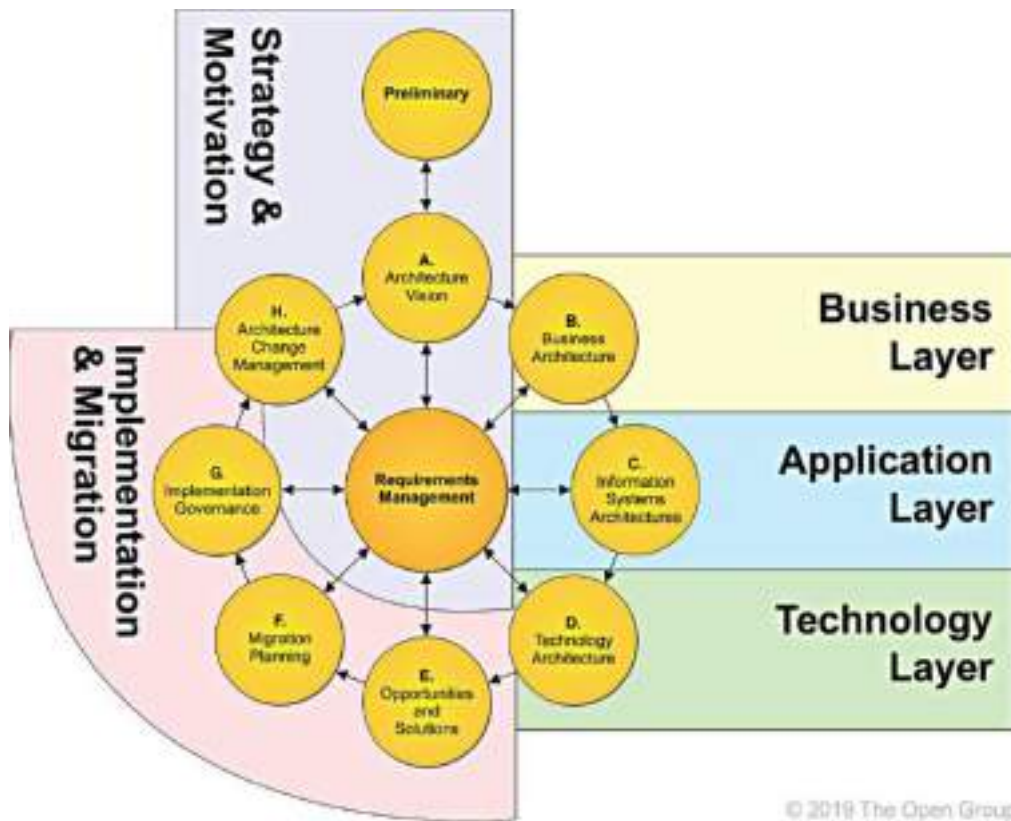 Strategy &
Motivation
Preliminary
A.
Architecture
Vision
H.
Architecture
Change
Management
B.
Business
Architecture
Business
Layer
Implementation
& Migration
G.
Implementation
Governance
Requirements
Management
C.
Information
Systems
Architectures
Application
Layer
F.
Migration
Planning
E.
Opportunities
and
Solutions
D.
Technology
Architecture
Technology
Layer
© 2019 The Open Group